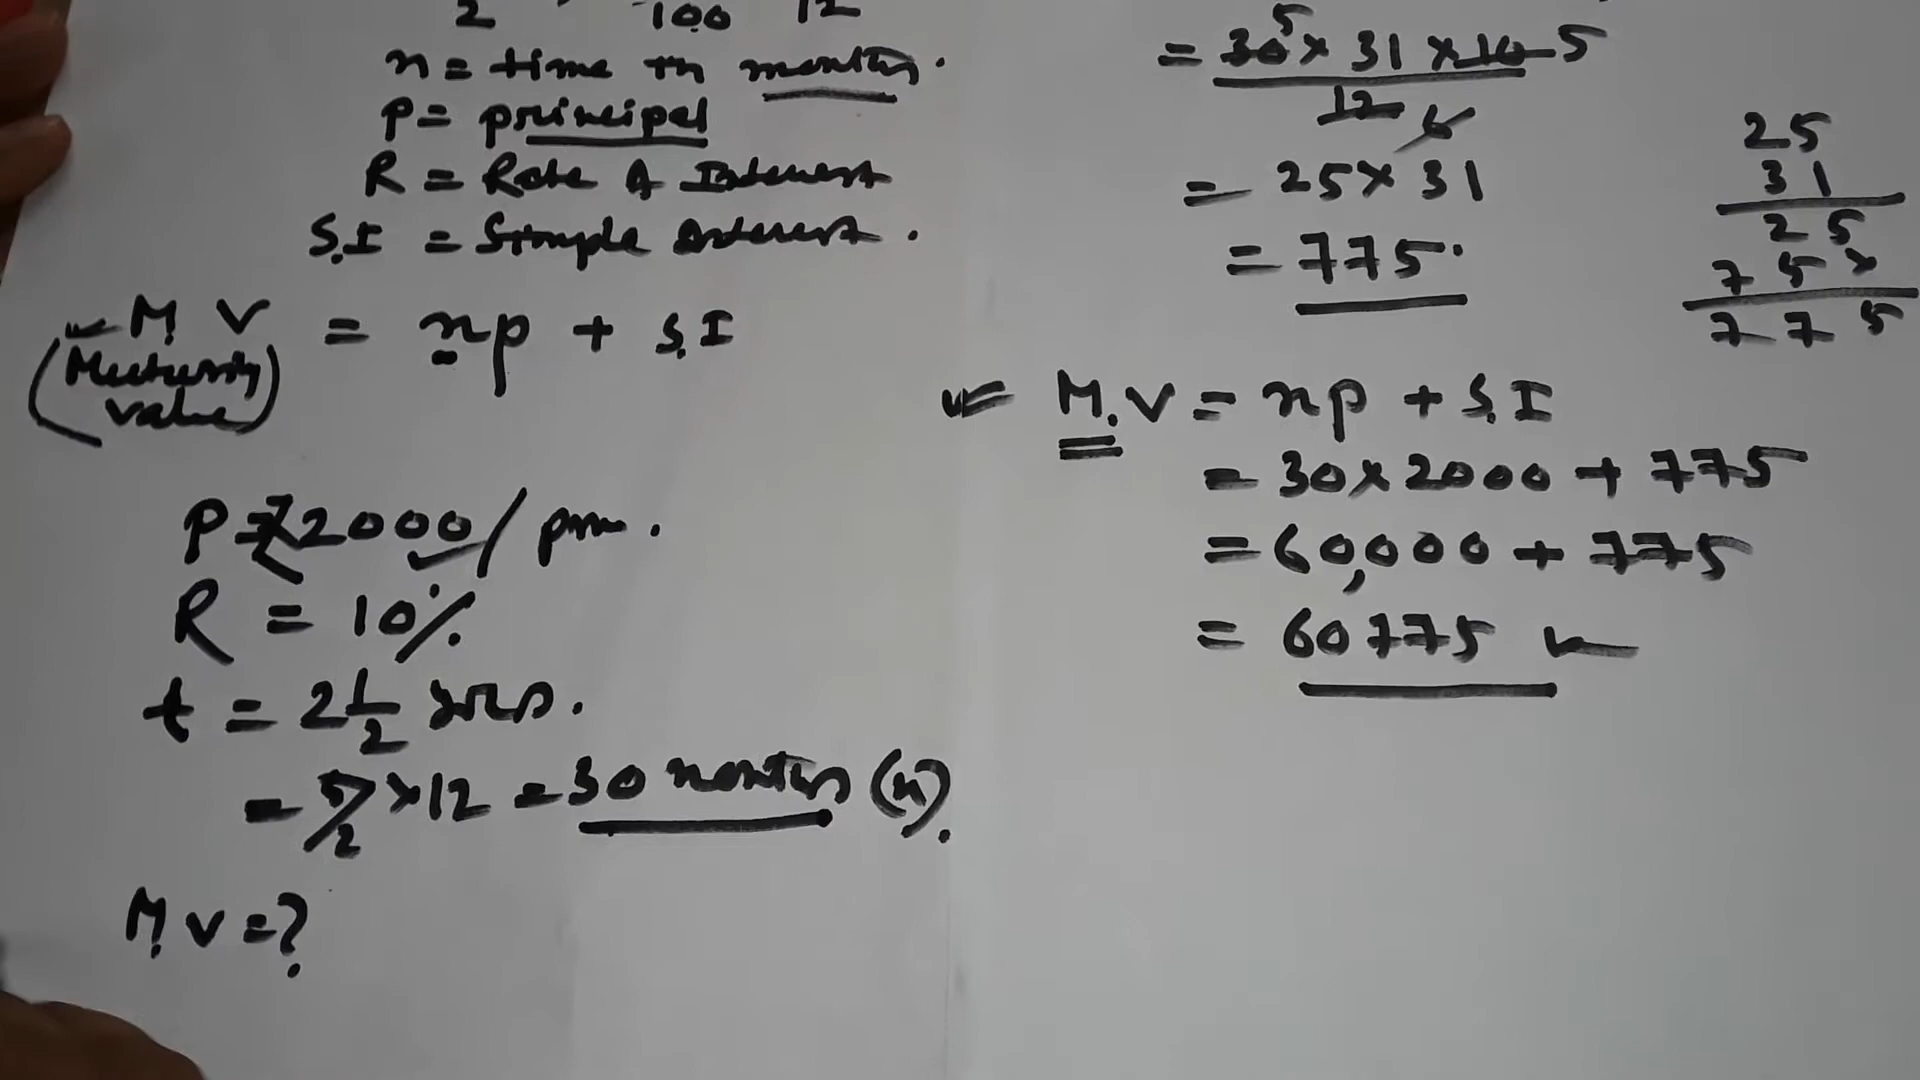 2 100 12
n = time in months.
P = principal
R = Rate of Interest
S.I = Simple Interest.
M.V = np + S.I
(Maturity value)
P = ₹2000/pm.
R = 10%
t = 2 1/2 yrs.
= 5/2 × 12 = 30 months (n).
M.V = ?
= 30 5 × 31 × 10 5
12 6
= 25 × 31
= 775.
25
31
25
75×
775
M.V = np + S.I
= 30 × 2000 + 775
= 60,000 + 775
= 60775